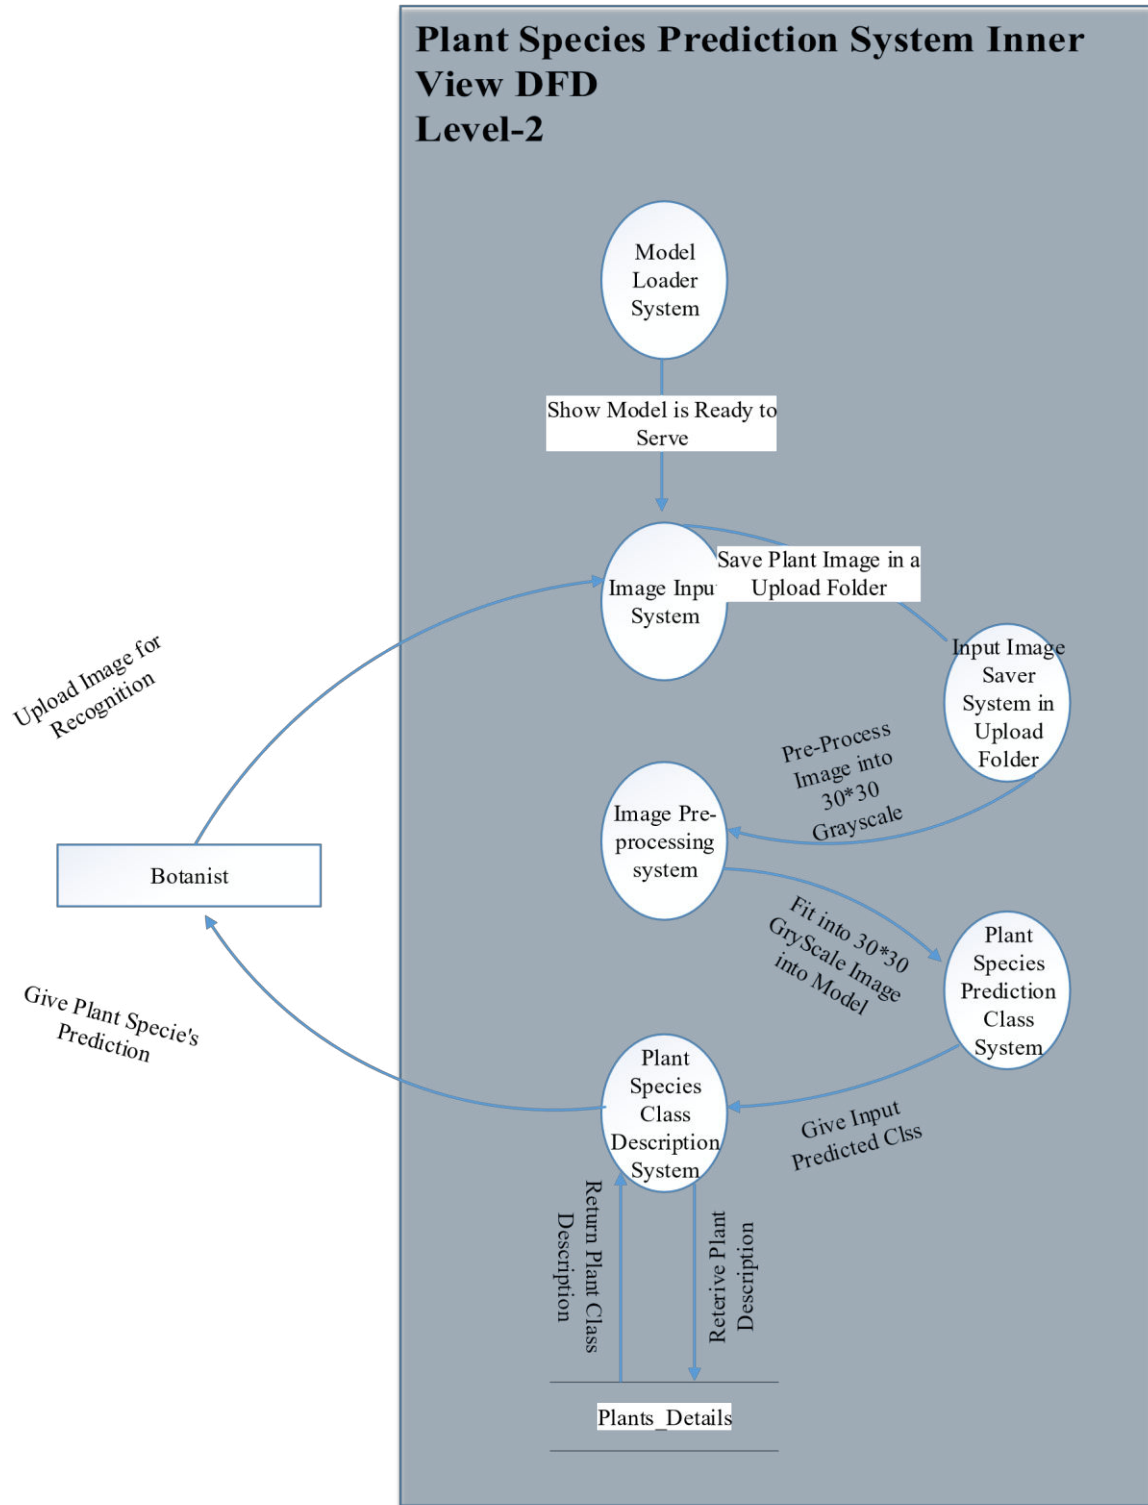 Plant Species Prediction System Inner
View DFD
Level-2
Model
Loader
System
Show Model is Ready to
Serve
Image Inpu
System
Save Plant Image in a
Upload Folder
Input Image
Saver
System in
Upload
Folder
Upload Image for
Recognition
Pre-Process
Image into
30*30
Grayscale
Image Pre-
processing
system
Botanist
Fit into 30*30
GryScale Image
into Model
Plant
Species
Prediction
Class
System
Give Plant Specie's
Prediction
Plant
Species
Class
Description
System
Give Input
Predicted Clss
Return Plant Class
Description
Reterive Plant
Description
Plants_Details